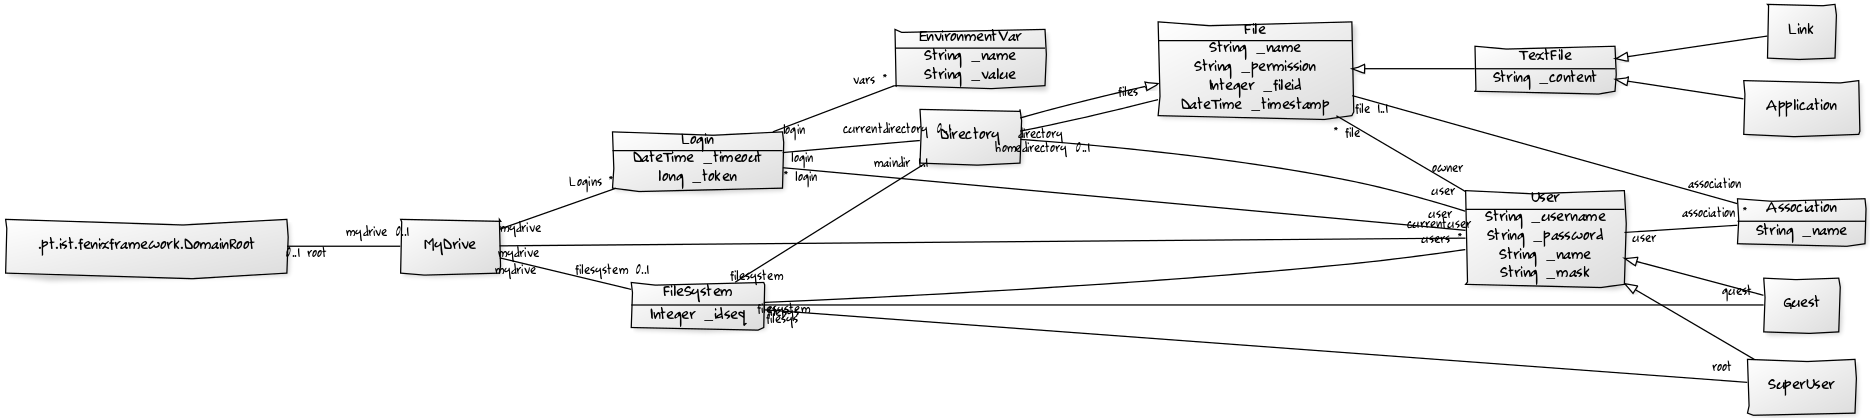 EnvironmentVar
String _name
String _value
File
String _name
String _permission
Integer _fileid
DateTime _timestamp
TextFile
String _content
Link
Application
vars *
login
files
currentdirectory 0
Directory
directory
homedirectory 0..1
file 1..1
* file
Login
DateTime _timeout
long _token
login
* login
maindir 1..1
Logins *
owner
user
user
currentuser
users *
association
association *
User
String _username
String _password
String _name
String _mask
user
Association
String _name
.pt.ist.fenixframework.DomainRoot
0..1 root
mydrive 0..1
MyDrive
mydrive
mydrive
mydrive
filesystem 0..1
filesystem
FileSystem
Integer _idseq
filesystem
filesys
guest
Guest
root
SuperUser